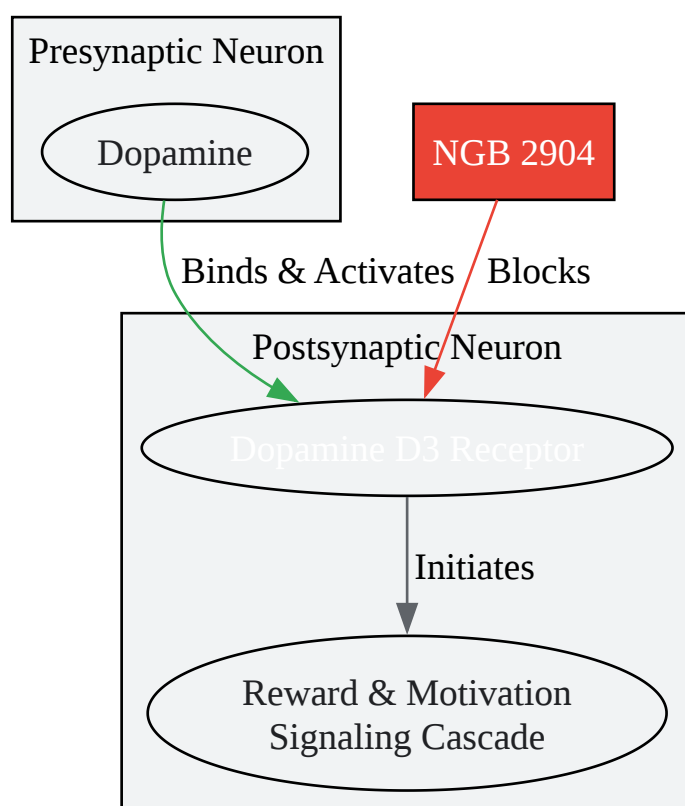 Presynaptic Neuron
Dopamine
NGB 2904
Binds & Activates
Blocks
Postsynaptic Neuron
Dopamine D3 Receptor
Initiates
Reward & Motivation
Signaling Cascade